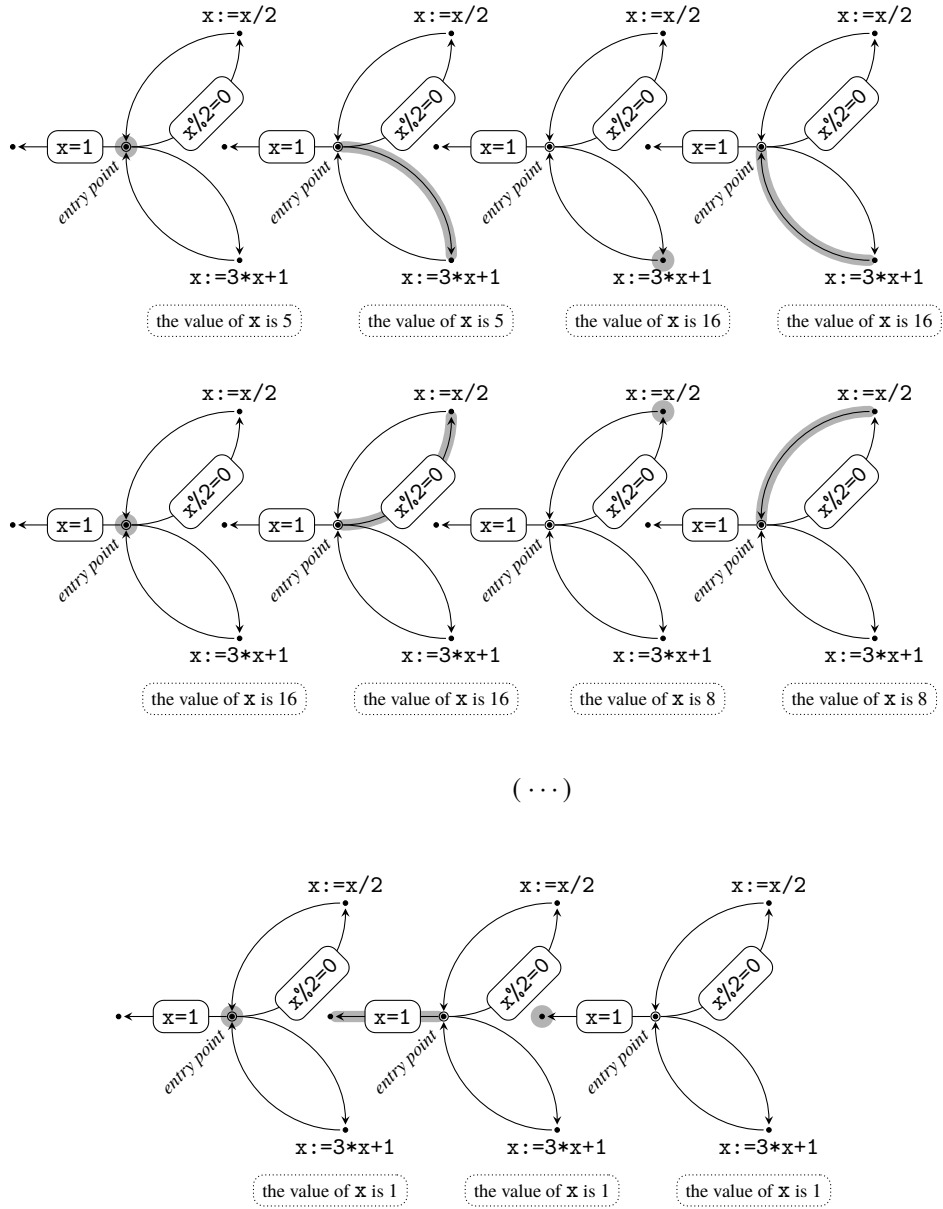 x:=x/2 x:=x/2 x:=x/2 x:=x/2
x%2=0 x%2=0 x%2=0 x%2=0
x=1 x=1 x=1 x=1
entry point entry point entry point entry point
x:=3*x+1 x:=3*x+1 x:=3*x+1 x:=3*x+1
the value of x is 5 the value of x is 5 the value of x is 16 the value of x is 16
x:=x/2 x:=x/2 x:=x/2 x:=x/2
x%2=0 x%2=0 x%2=0 x%2=0
x=1 x=1 x=1 x=1
entry point entry point entry point entry point
x:=3*x+1 x:=3*x+1 x:=3*x+1 x:=3*x+1
the value of x is 16 the value of x is 16 the value of x is 8 the value of x is 8
(⋯)
x:=x/2 x:=x/2 x:=x/2
x%2=0 x%2=0 x%2=0
x=1 x=1 x=1
entry point entry point entry point
x:=3*x+1 x:=3*x+1 x:=3*x+1
the value of x is 1 the value of x is 1 the value of x is 1